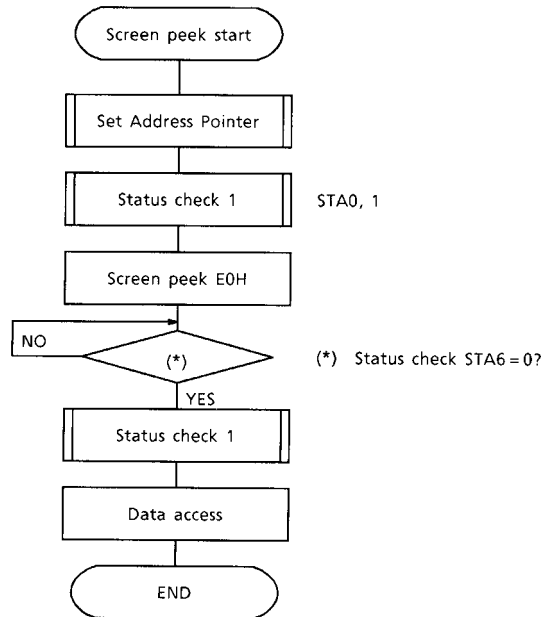 Screen peek start
Set Address Pointer
Status check 1
STA0, 1
Screen peek E0H
NO
(*)
(*) Status check STA6 = 0?
YES
Status check 1
Data access
END